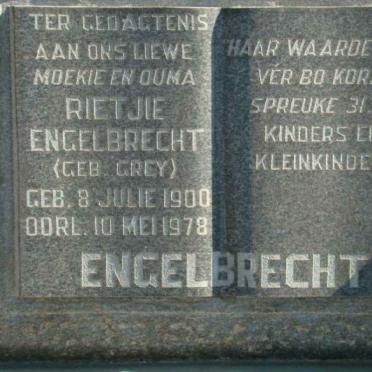 TER GEDAGTENIS
AAN ONS LIEWE
MOEKIE EN OUMA
RIETJIE
ENGELBRECHT
(GEB. GREY)
GEB. 8 JULIE 1900
OORL. 10 MEI 1978
HAAR WAARDE
VÊR BO KORA
SPREUKE 31.
KINDERS EN
KLEINKINDE
ENGELBRECHT